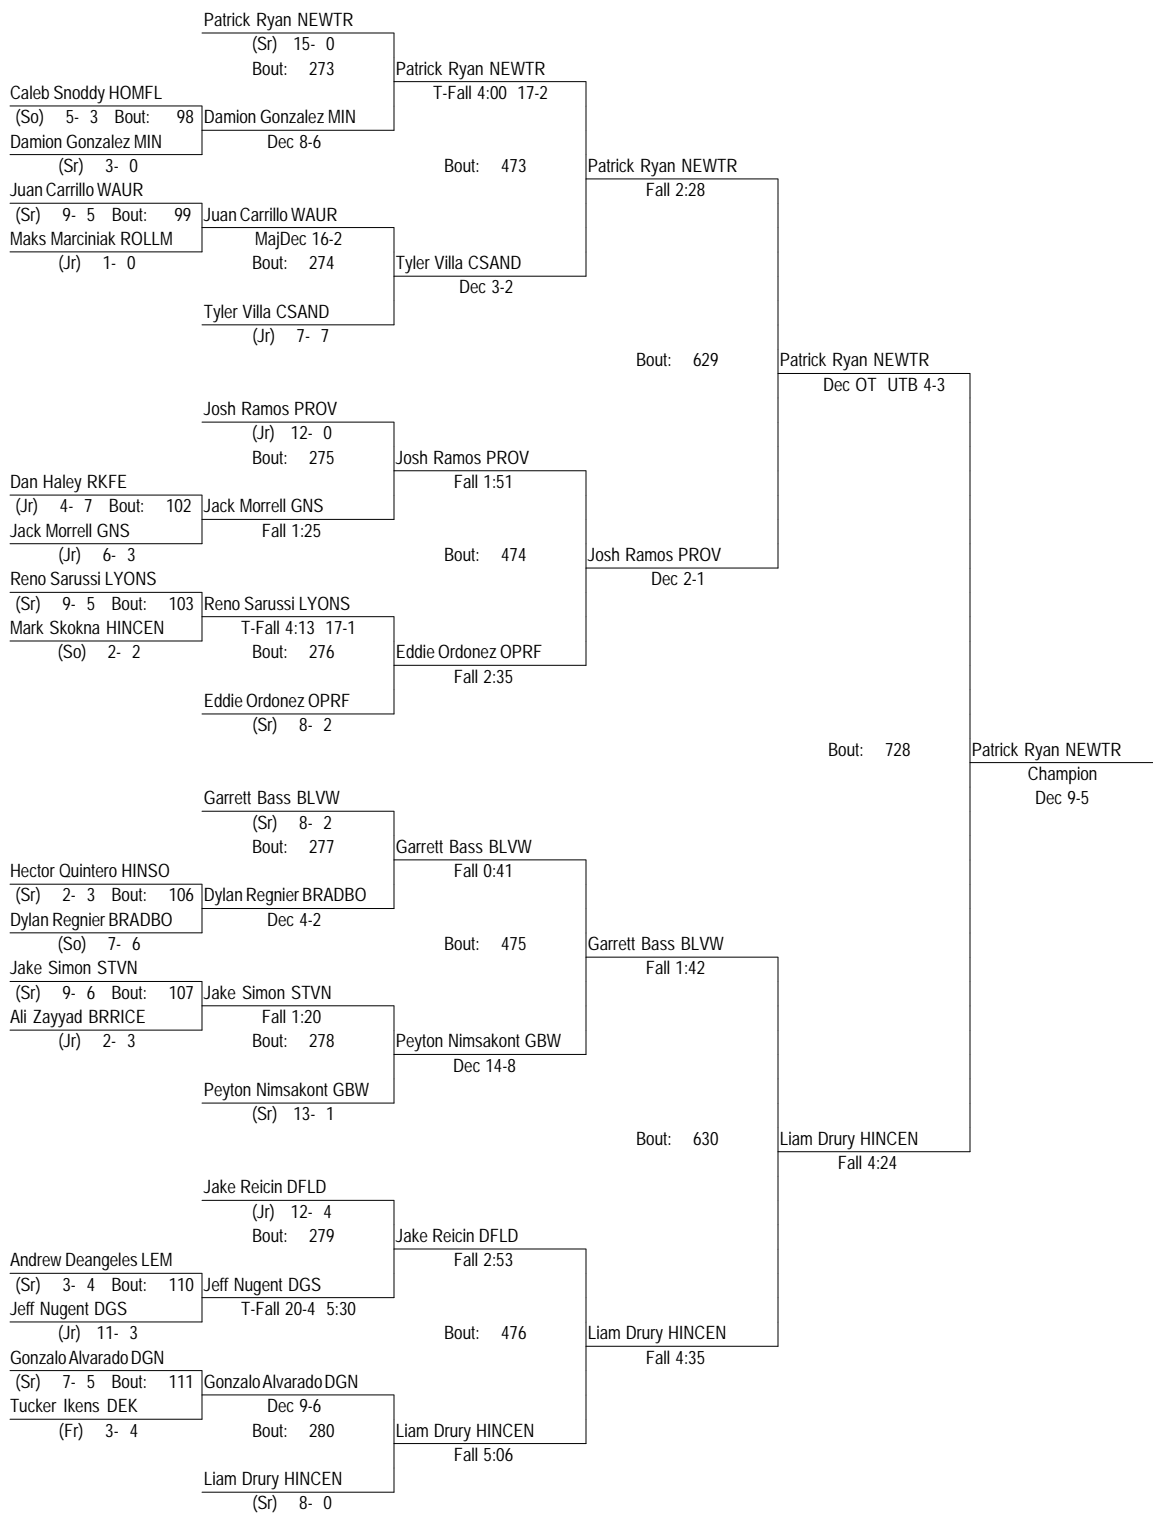 Patrick Ryan NEWTR
(Sr) 15- 0
Bout: 273
Patrick Ryan NEWTR
T-Fall 4:00 17-2
Caleb Snoddy HOMFL
(So) 5- 3 Bout: 98
Damion Gonzalez MIN
Damion Gonzalez MIN
Dec 8-6
(Sr) 3- 0
Bout: 473
Patrick Ryan NEWTR
Fall 2:28
Juan Carrillo WAUR
(Sr) 9- 5 Bout: 99
Juan Carrillo WAUR
Maks Marciniak ROLLM
MajDec 16-2
(Jr) 1- 0
Bout: 274
Tyler Villa CSAND
Dec 3-2
Tyler Villa CSAND
(Jr) 7- 7
Bout: 629
Patrick Ryan NEWTR
Dec OT UTB 4-3
Josh Ramos PROV
(Jr) 12- 0
Bout: 275
Josh Ramos PROV
Fall 1:51
Dan Haley RKFE
(Jr) 4- 7 Bout: 102
Jack Morrell GNS
Jack Morrell GNS
Fall 1:25
(Jr) 6- 3
Bout: 474
Josh Ramos PROV
Dec 2-1
Reno Sarussi LYONS
(Sr) 9- 5 Bout: 103
Reno Sarussi LYONS
Mark Skokna HINCEN
T-Fall 4:13 17-1
(So) 2- 2
Bout: 276
Eddie Ordonez OPRF
Fall 2:35
Eddie Ordonez OPRF
(Sr) 8- 2
Bout: 728
Patrick Ryan NEWTR
Champion
Dec 9-5
Garrett Bass BLVW
(Sr) 8- 2
Bout: 277
Garrett Bass BLVW
Fall 0:41
Hector Quintero HINSO
(Sr) 2- 3 Bout: 106
Dylan Regnier BRADBO
Dylan Regnier BRADBO
Dec 4-2
(So) 7- 6
Bout: 475
Garrett Bass BLVW
Fall 1:42
Jake Simon STVN
(Sr) 9- 6 Bout: 107
Jake Simon STVN
Ali Zayyad BRRICE
Fall 1:20
(Jr) 2- 3
Bout: 278
Peyton Nimsakont GBW
Dec 14-8
Peyton Nimsakont GBW
(Sr) 13- 1
Bout: 630
Liam Drury HINCEN
Fall 4:24
Jake Reicin DFLD
(Jr) 12- 4
Bout: 279
Jake Reicin DFLD
Fall 2:53
Andrew Deangeles LEM
(Sr) 3- 4 Bout: 110
Jeff Nugent DGS
Jeff Nugent DGS
T-Fall 20-4 5:30
(Jr) 11- 3
Bout: 476
Liam Drury HINCEN
Fall 4:35
Gonzalo Alvarado DGN
(Sr) 7- 5 Bout: 111
Gonzalo Alvarado DGN
Tucker Ikens DEK
Dec 9-6
(Fr) 3- 4
Bout: 280
Liam Drury HINCEN
Fall 5:06
Liam Drury HINCEN
(Sr) 8- 0